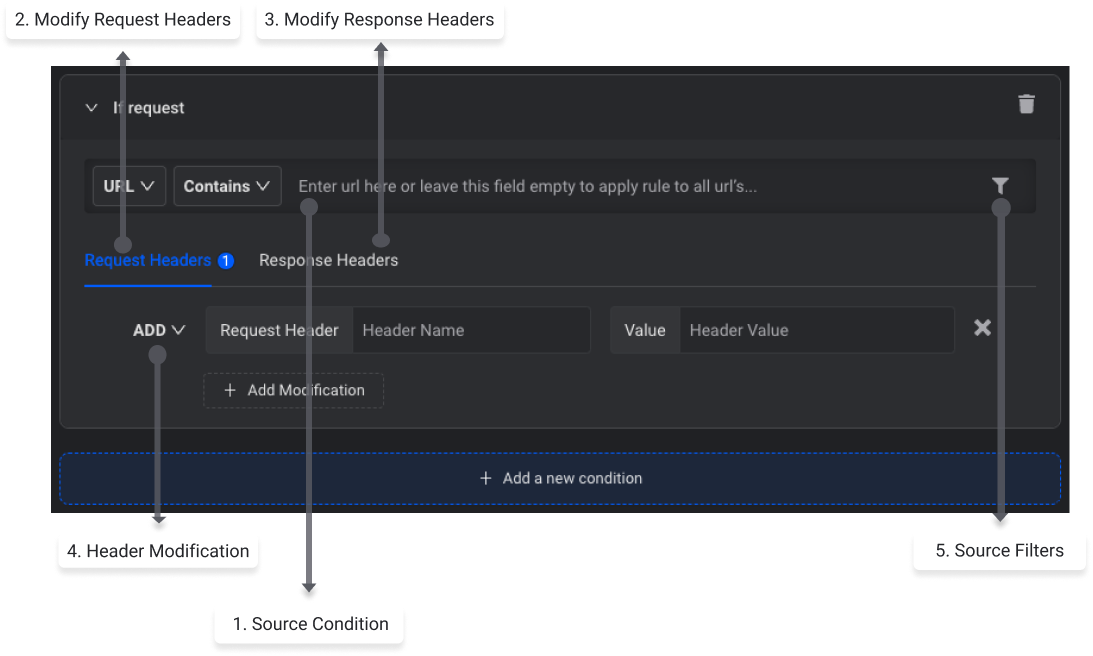 2. Modify Request Headers
3. Modify Response Headers
If request
URL
Contains
Enter url here or leave this field empty to apply rule to all url's...
Request Headers 1
Response Headers
ADD
Request Header
Header Name
Value
Header Value
+ Add Modification
+ Add a new condition
4. Header Modification
5. Source Filters
1. Source Condition